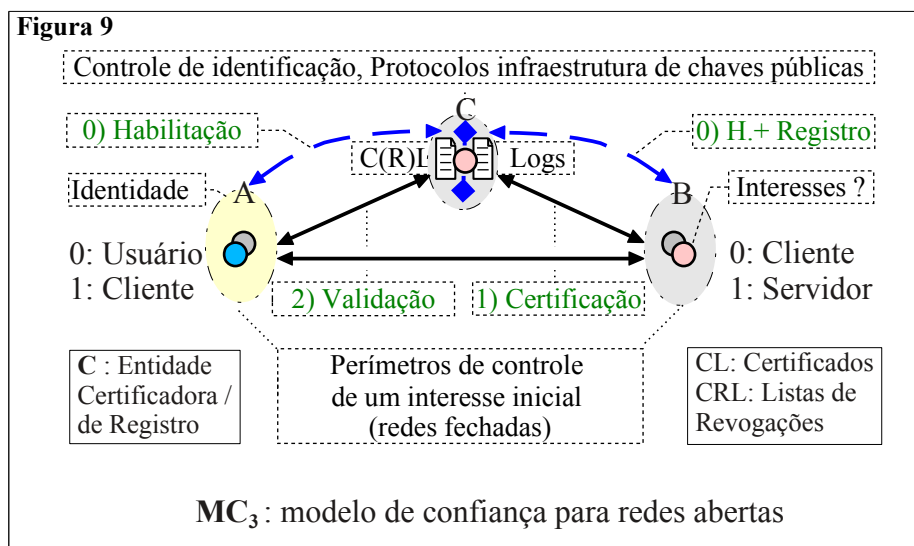 Figura 9
Controle de identificação, Protocolos infraestrutura de chaves públicas
C
0) Habilitação
0) H.+ Registro
C(R)L
Logs
Identidade
A
B
Interesses ?
0: Usuário
1: Cliente
0: Cliente
1: Servidor
2) Validação
1) Certificação
C : Entidade
Certificadora /
de Registro
Perímetros de controle
de um interesse inicial
(redes fechadas)
CL: Certificados
CRL: Listas de
Revogações
MC3 : modelo de confiança para redes abertas